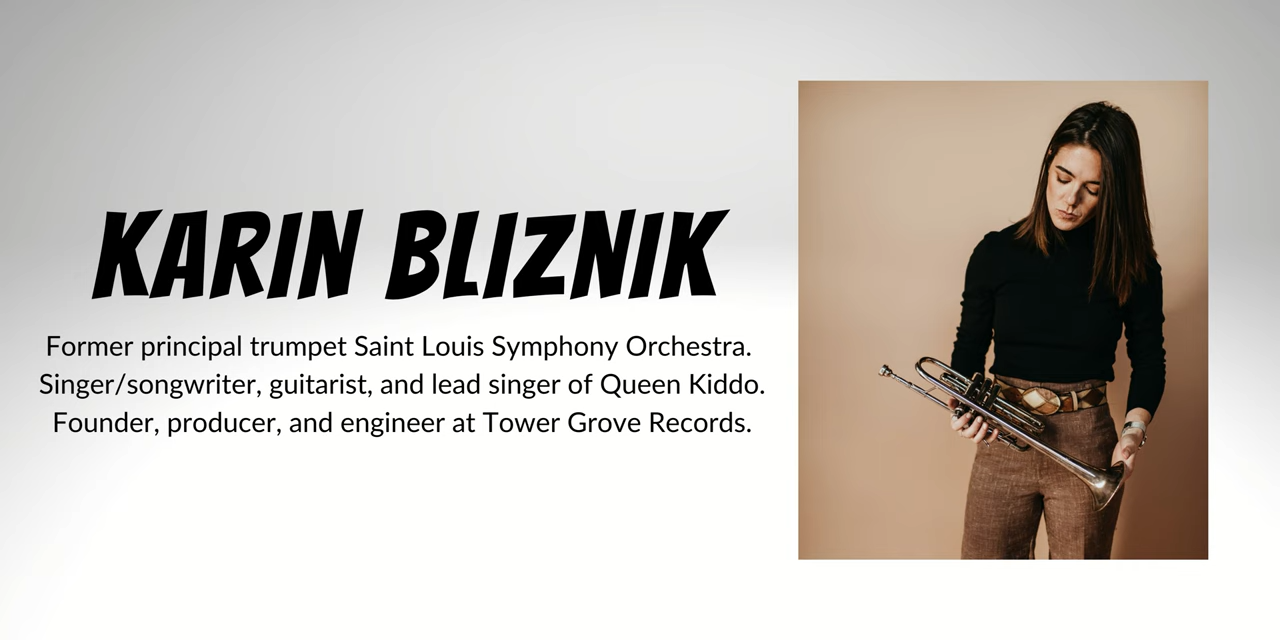 KARIN BLIZNIK
Former principal trumpet Saint Louis Symphony Orchestra.
Singer/songwriter, guitarist, and lead singer of Queen Kiddo.
Founder, producer, and engineer at Tower Grove Records.